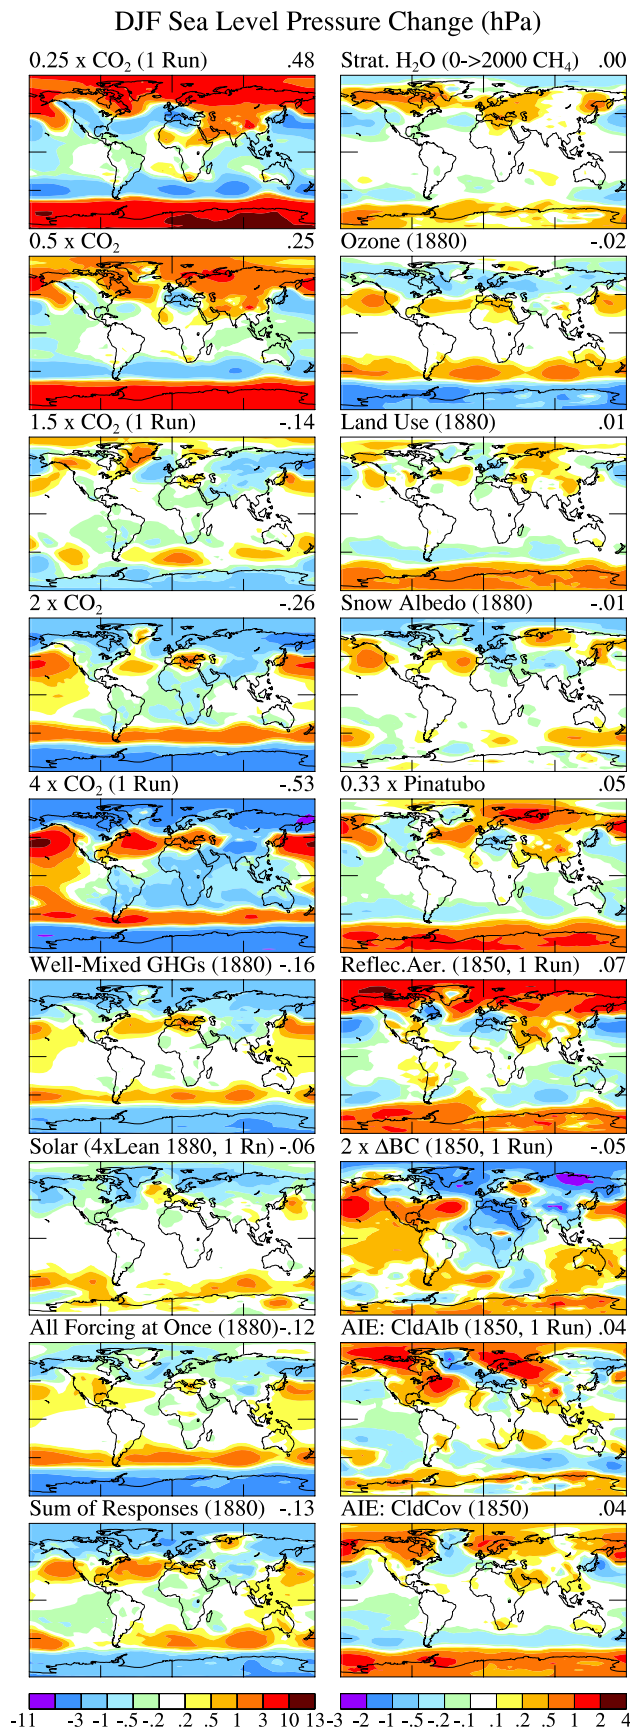 DJF Sea Level Pressure Change (hPa)
0.25 x CO₂ (1 Run) .48
Strat. H₂O (0->2000 CH₄) .00
0.5 x CO₂ .25
Ozone (1880) -.02
1.5 x CO₂ (1 Run) -.14
Land Use (1880) .01
2 x CO₂ -.26
Snow Albedo (1880) -.01
4 x CO₂ (1 Run) -.53
0.33 x Pinatubo .05
Well-Mixed GHGs (1880) -.16
Reflec.Aer. (1850, 1 Run) .07
Solar (4xLean 1880, 1 Rn) -.06
2 x ΔBC (1850, 1 Run) -.05
All Forcing at Once (1880) -.12
AIE: CldAlb (1850, 1 Run) .04
Sum of Responses (1880) -.13
AIE: CldCov (1850) .04
-11 -3 -1 -.5 -.2 .2 .5 1 3 10 13
-3 -2 -1 -.5 -.2 -.1 .1 .2 .5 1 2 4